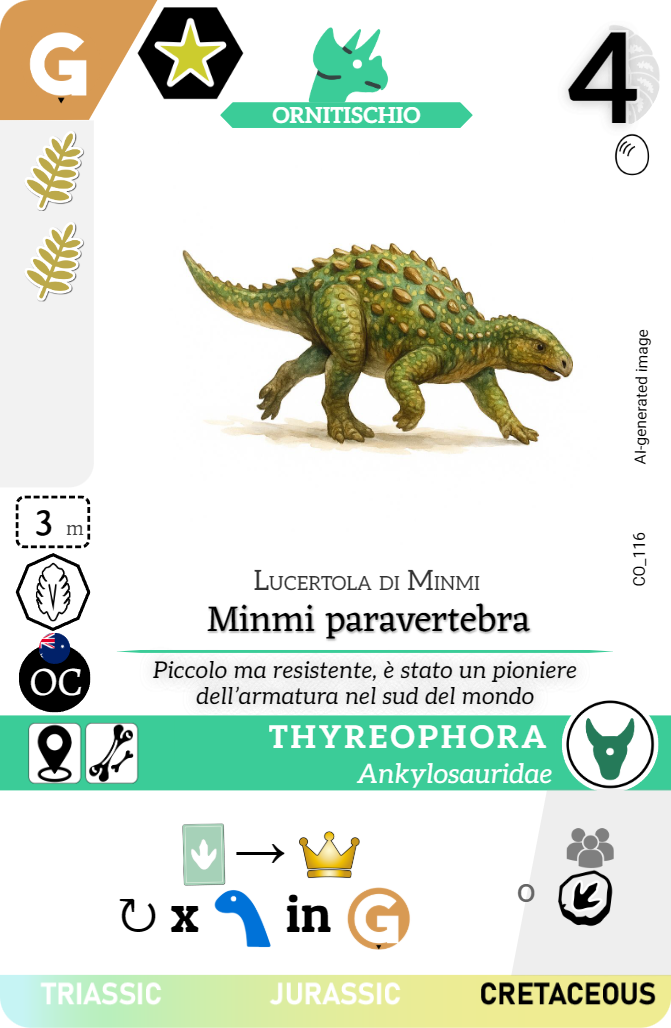 G
ORNITISCHIO
4
AI-generated image
3 m
CO_116
Lucertola di Minmi
Minmi paravertebra
OC
Piccolo ma resistente, è stato un pioniere
dell'armatura nel sud del mondo
THYREOPHORA
Ankylosauridae
→
↻ x in G
o
TRIASSIC JURASSIC CRETACEOUS